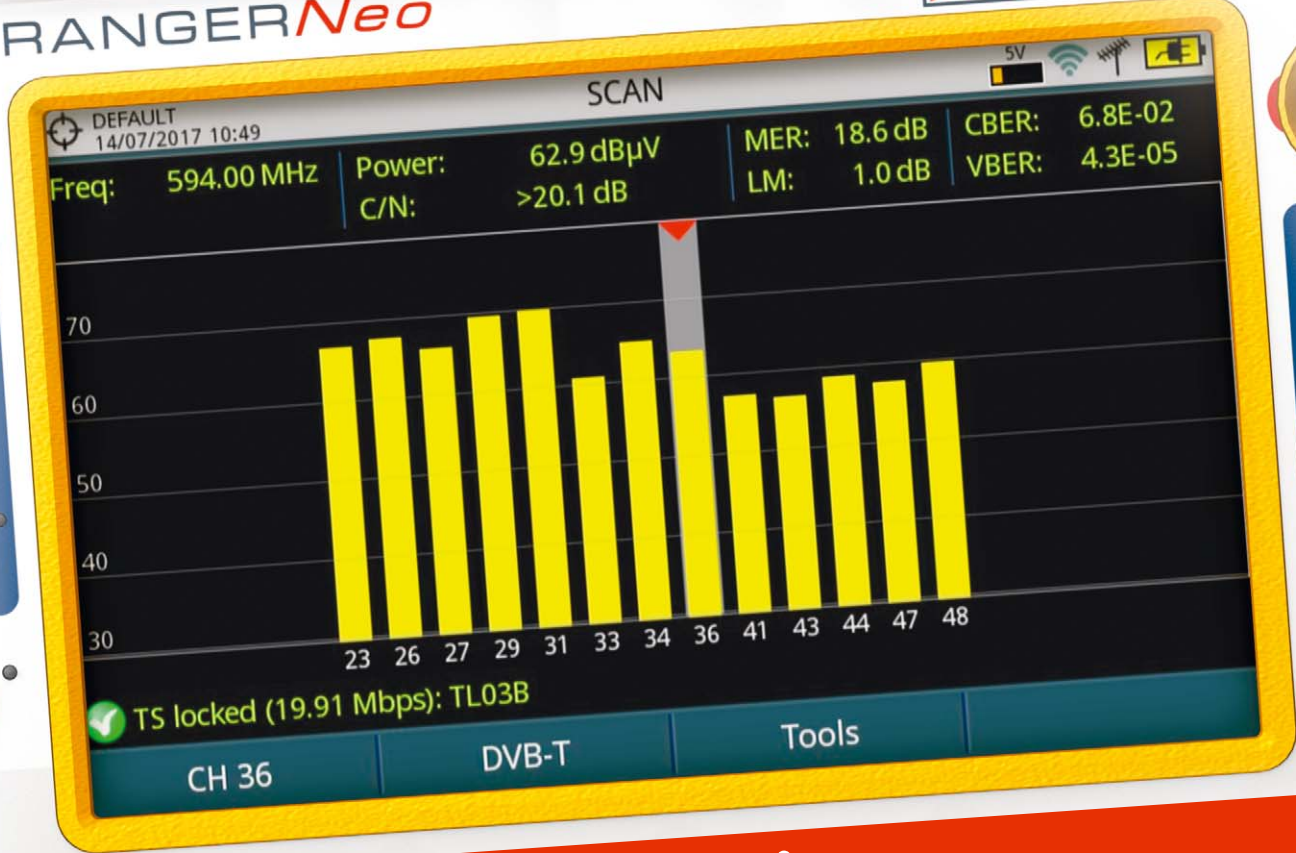 RANGERNeo
DEFAULT
14/07/2017 10:49
SCAN
5V
Freq: 594.00 MHz
Power: 62.9 dBµV
C/N: >20.1 dB
MER: 18.6 dB
LM: 1.0 dB
CBER: 6.8E-02
VBER: 4.3E-05
70
60
50
40
30
23 26 27 29 31 33 34 36 41 43 44 47 48
TS locked (19.91 Mbps): TL03B
CH 36
DVB-T
Tools